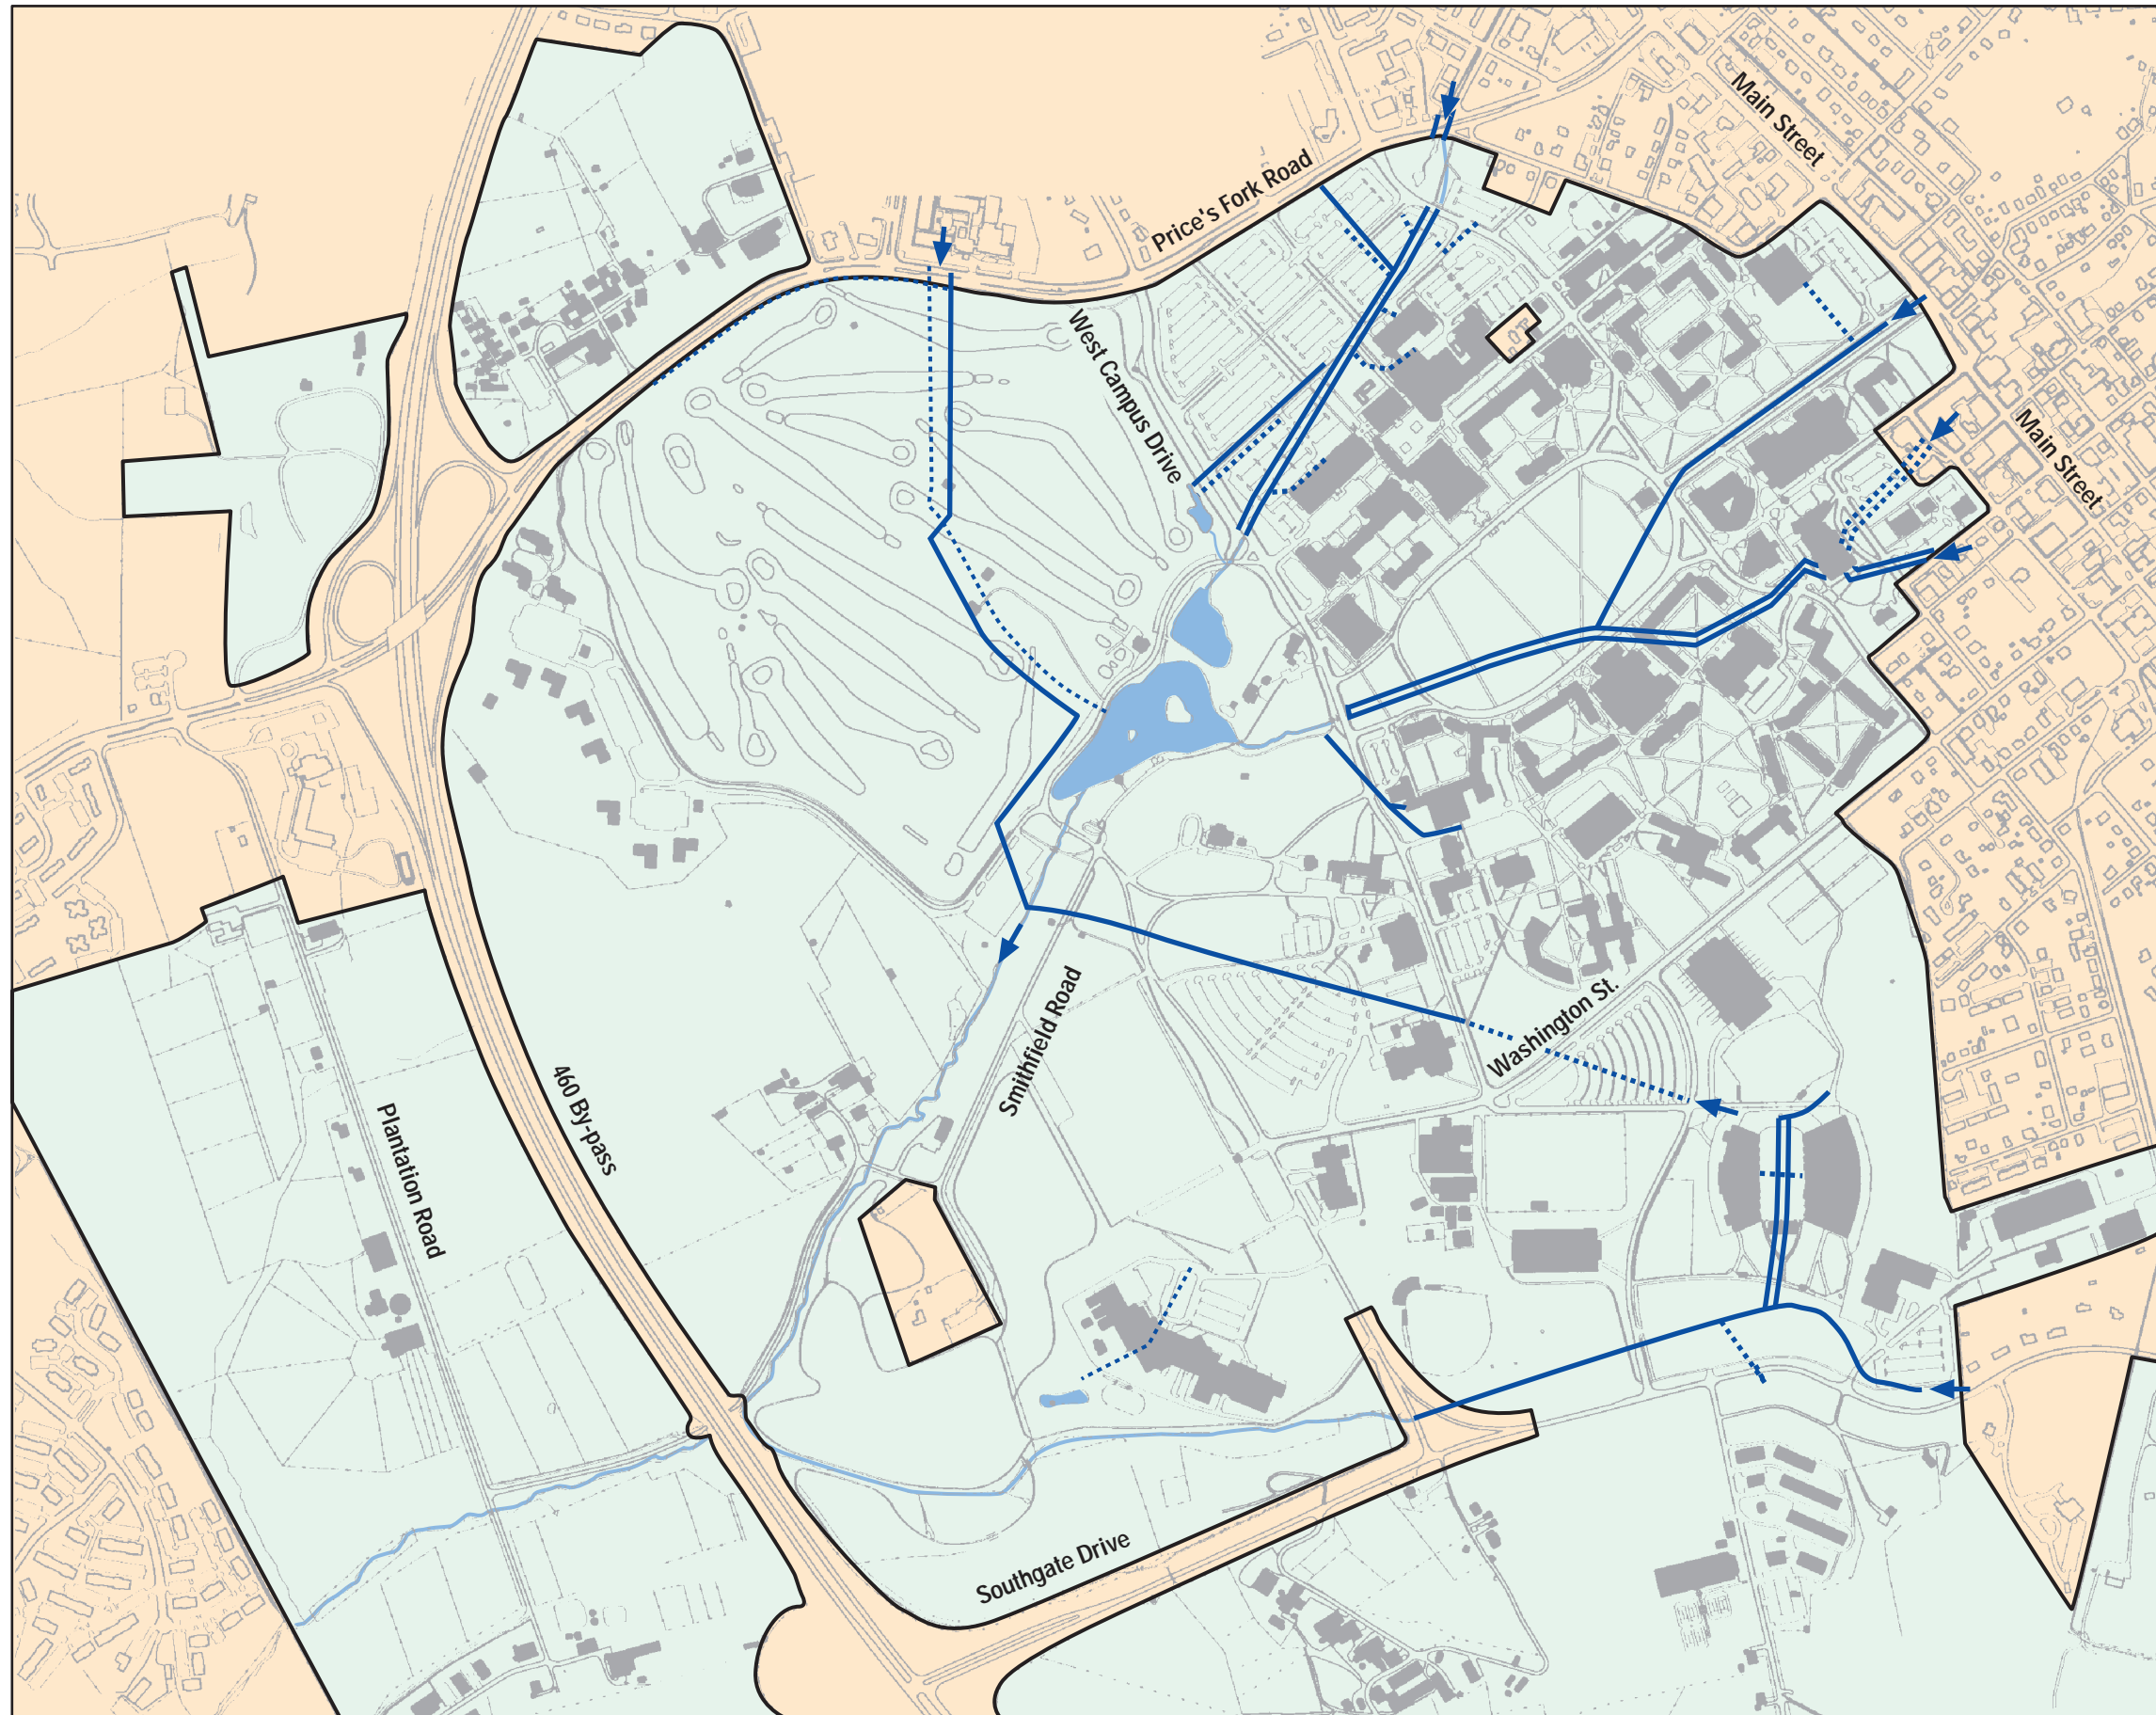 Main Street
Price's Fork Road
West Campus Drive
Main Street
Smithfield Road
Washington St.
460 By-pass
Plantation Road
Southgate Drive